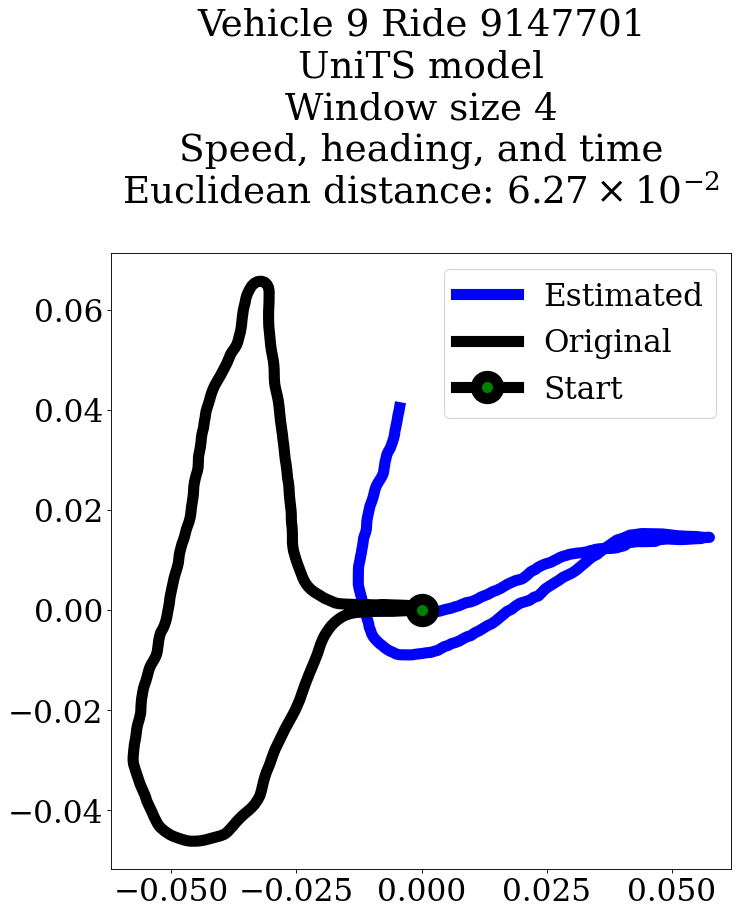 Vehicle 9 Ride 9147701
UniTS model
Window size 4
Speed, heading, and time
Euclidean distance: 6.27 × 10⁻²
Estimated
Original
Start
0.06
0.04
0.02
0.00
−0.02
−0.04
−0.050 −0.025 0.000 0.025 0.050